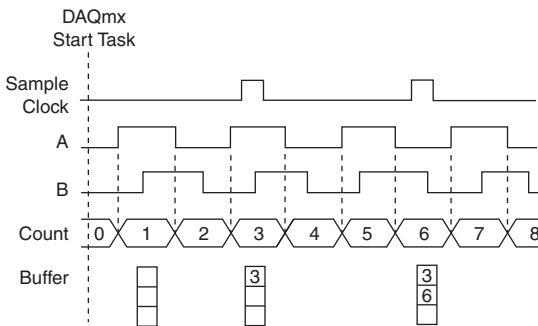 DAQmx
Start Task
Sample
Clock
A
B
Count 0 1 2 3 4 5 6 7 8
Buffer 3 3
6